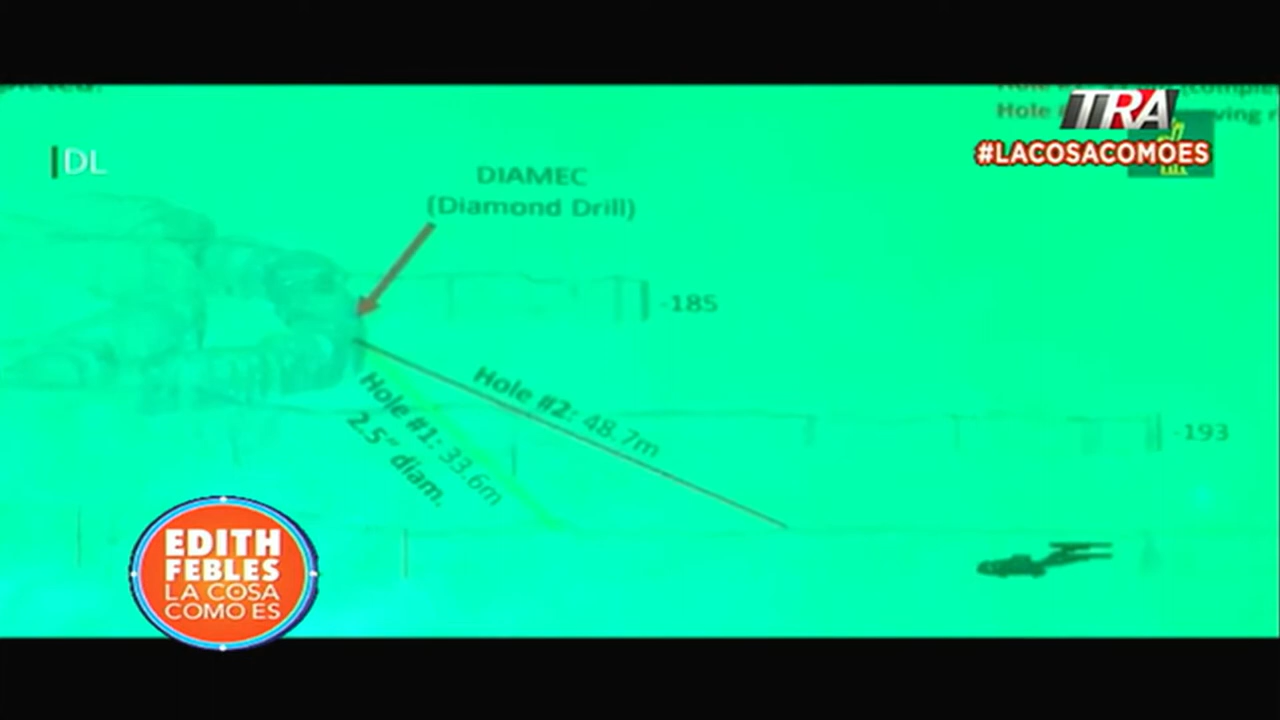 TRA
#LACOSACOMOES
DL
DIAMEC
(Diamond Drill)
-185
Hole #2: 48.7m
Hole #1: 33.6m
2.5" diam.
-193
EDITH
FEBLES
LA COSA
COMO ES